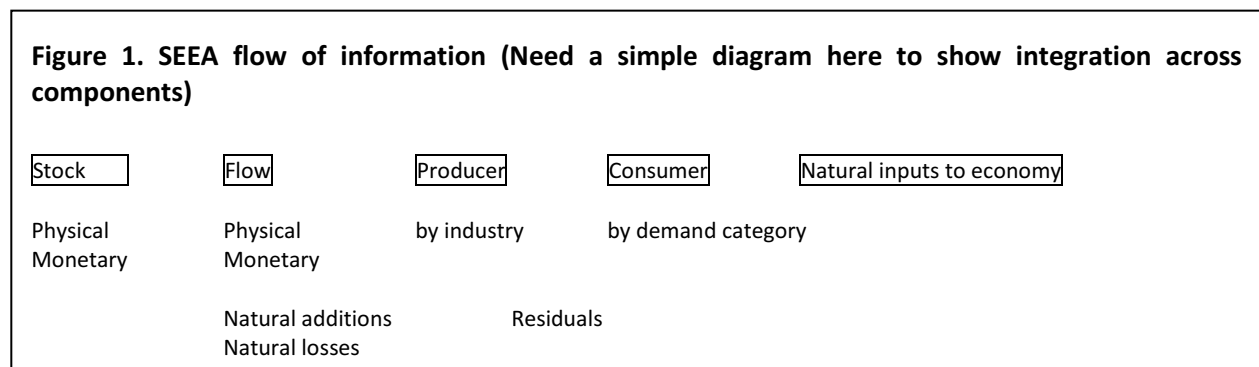 Figure 1. SEEA flow of information (Need a simple diagram here to show integration across
components)
Stock Flow Producer Consumer Natural inputs to economy
Physical Physical by industry by demand category
Monetary Monetary
Natural additions Residuals
Natural losses